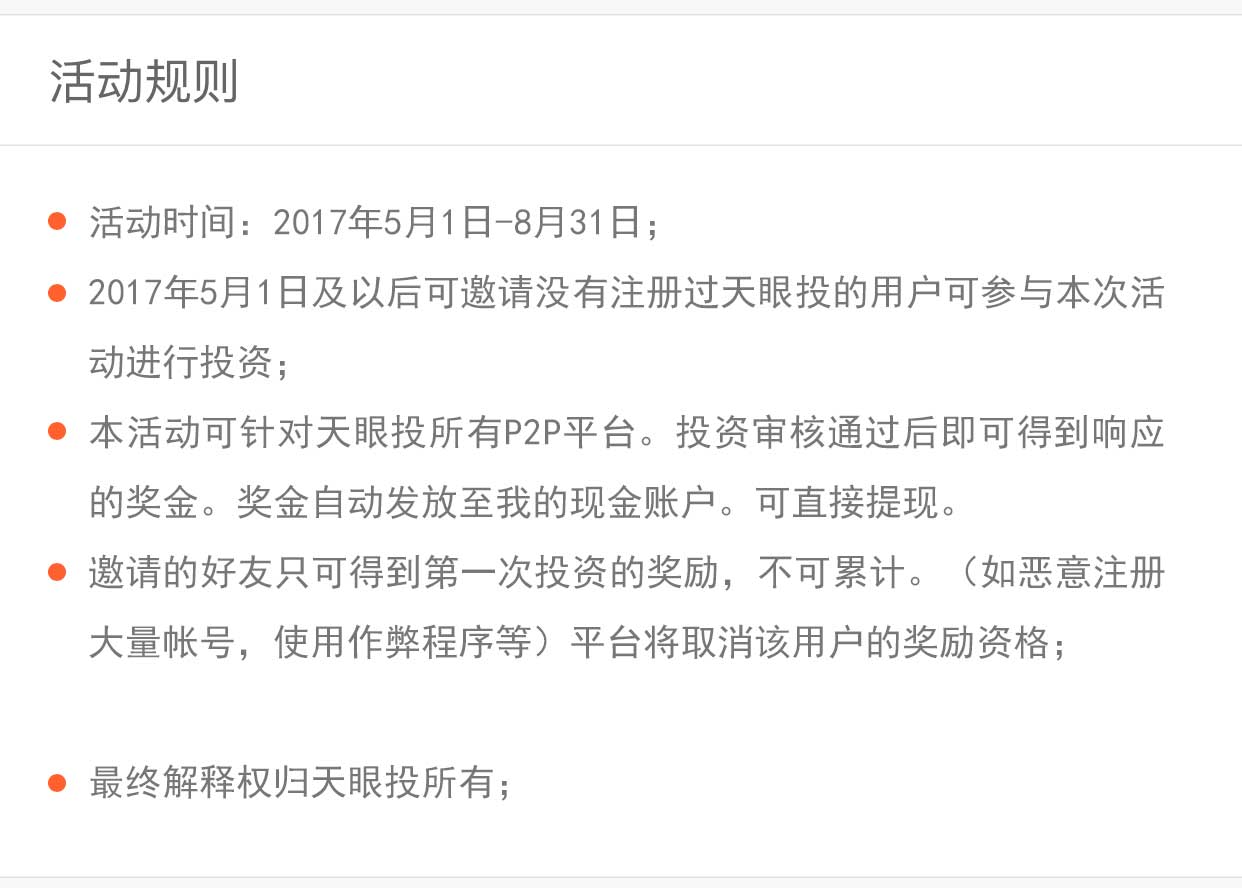 活动规则
活动时间：2017年5月1日-8月31日；
2017年5月1日及以后可邀请没有注册过天眼投的用户可参与本次活
动进行投资；
本活动可针对天眼投所有P2P平台。投资审核通过后即可得到响应
的奖金。奖金自动发放至我的现金账户。可直接提现。
邀请的好友只可得到第一次投资的奖励，不可累计。（如恶意注册
大量帐号，使用作弊程序等）平台将取消该用户的奖励资格；
最终解释权归天眼投所有；